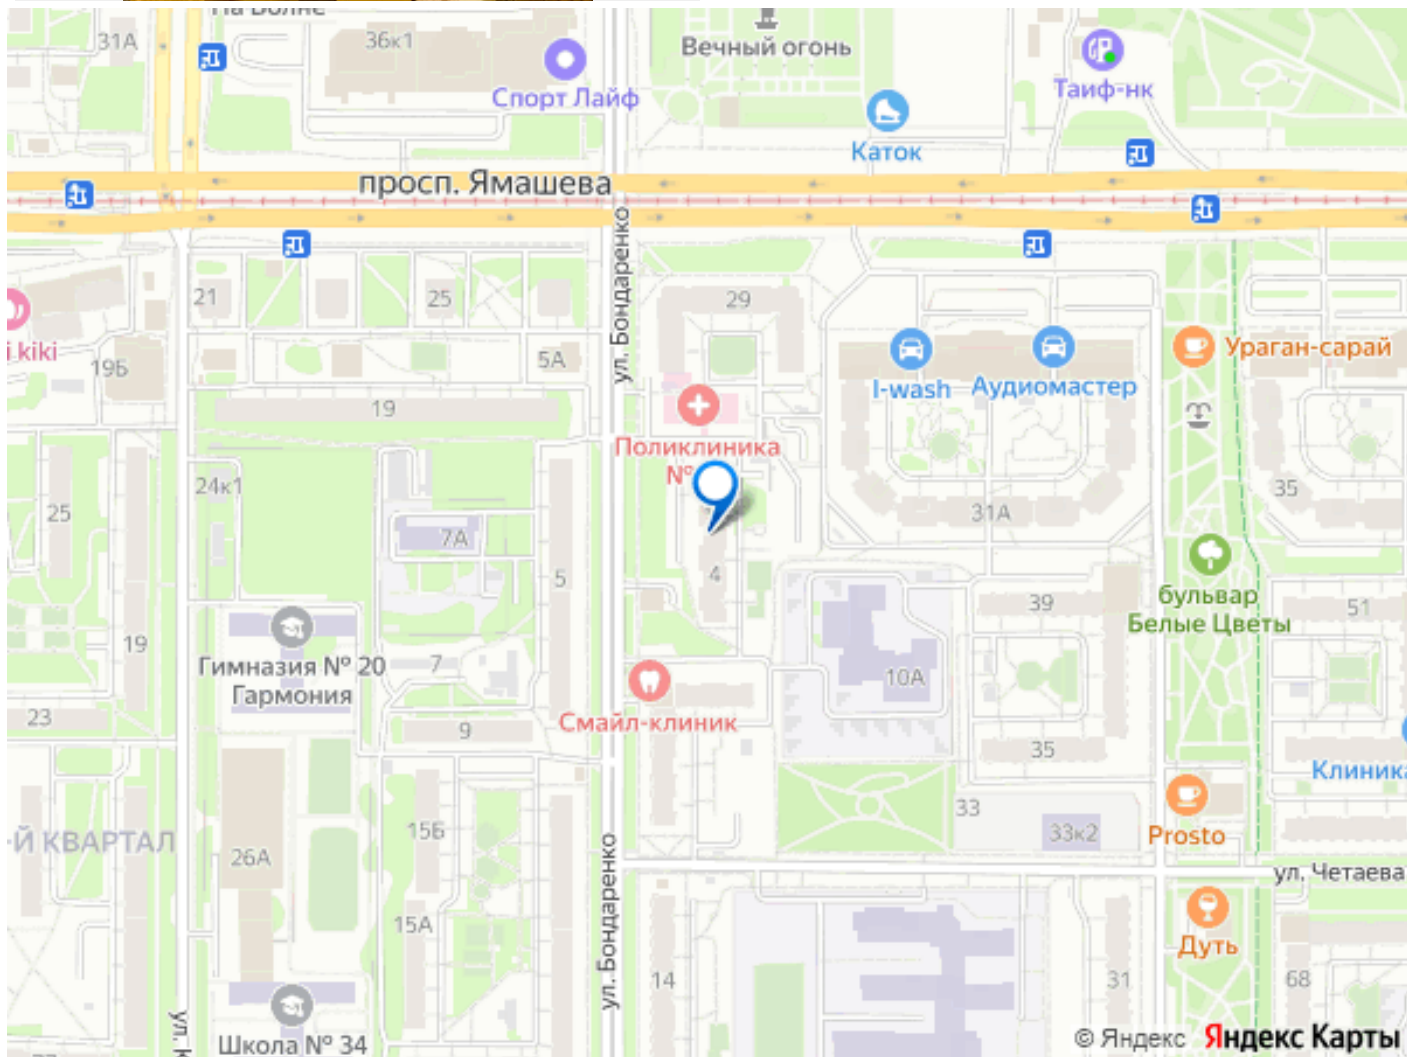 31А
36к1
Спорт Лайф
Вечный огонь
Каток
Таиф-нк
просп. Ямашева
ул. Бондаренко
21
25
29
5А
kiki
19Б
19
I-wash
Аудиомастер
Ураган-сарай
Поликлиника
№
25
24к1
7А
5
4
31А
35
39
бульвар
Белые Цветы
51
19
Гимназия № 20
Гармония
7
10А
23
9
Смайл-клиник
35
Клиника
-Й КВАРТАЛ
26А
15Б
ул. Бондаренко
33
33к2
Prosto
ул. Четаева
15А
14
31
Дуть
68
ул.
Школа № 34
© Яндекс Яндекс Карты